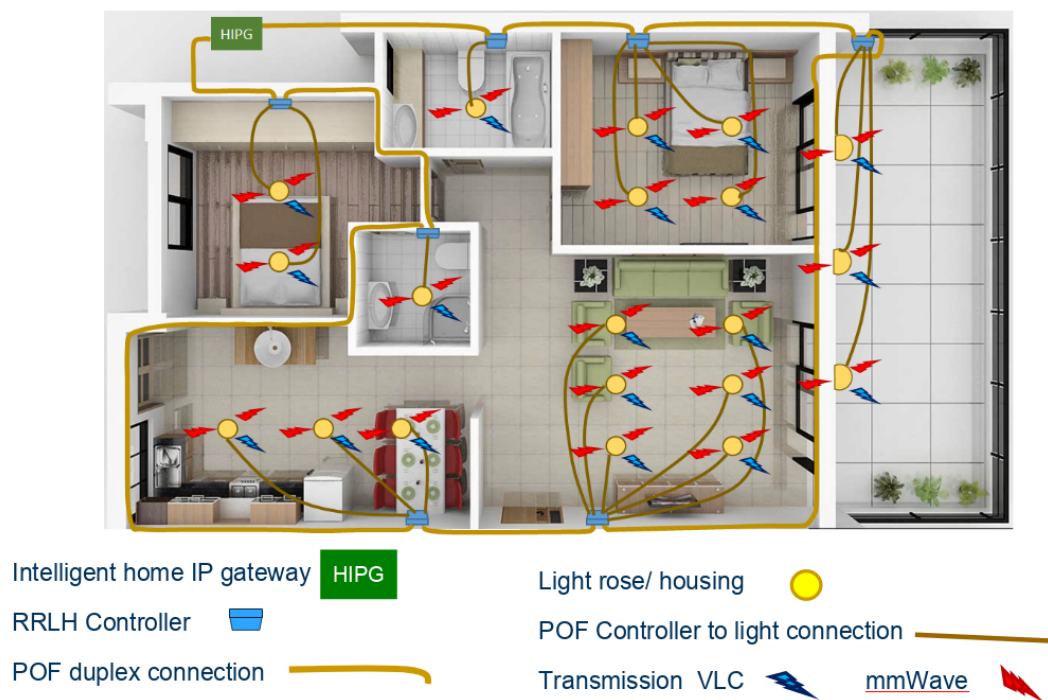 HIPG
Intelligent home IP gateway HIPG
Light rose/ housing
RRLH Controller
POF Controller to light connection
POF duplex connection
Transmission VLC mmWave